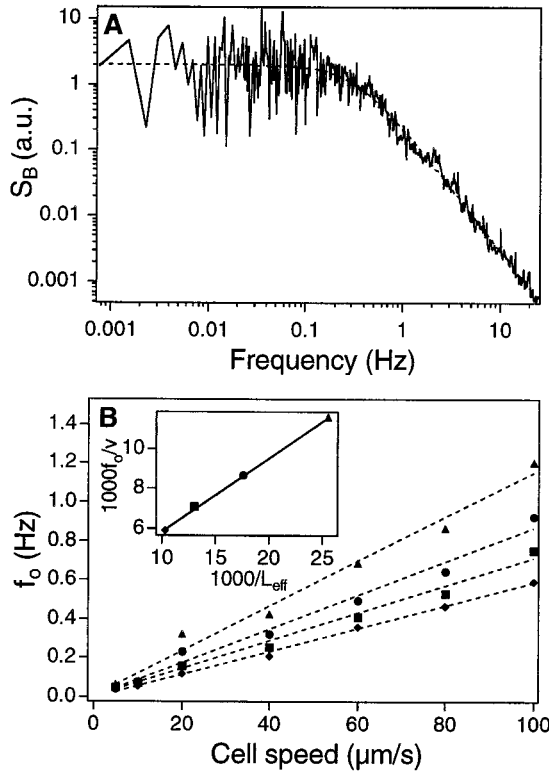 A
10
1
0.1
0.01
0.001
S_B (a.u.)
0.001 0.01 0.1 1 10
Frequency (Hz)
B
1.4
1.2
1.0
0.8
0.6
0.4
0.2
0.0
f_o (Hz)
1000f_o/v
10
8
6
10 15 20 25
1000/L_eff
0 20 40 60 80 100
Cell speed (μm/s)